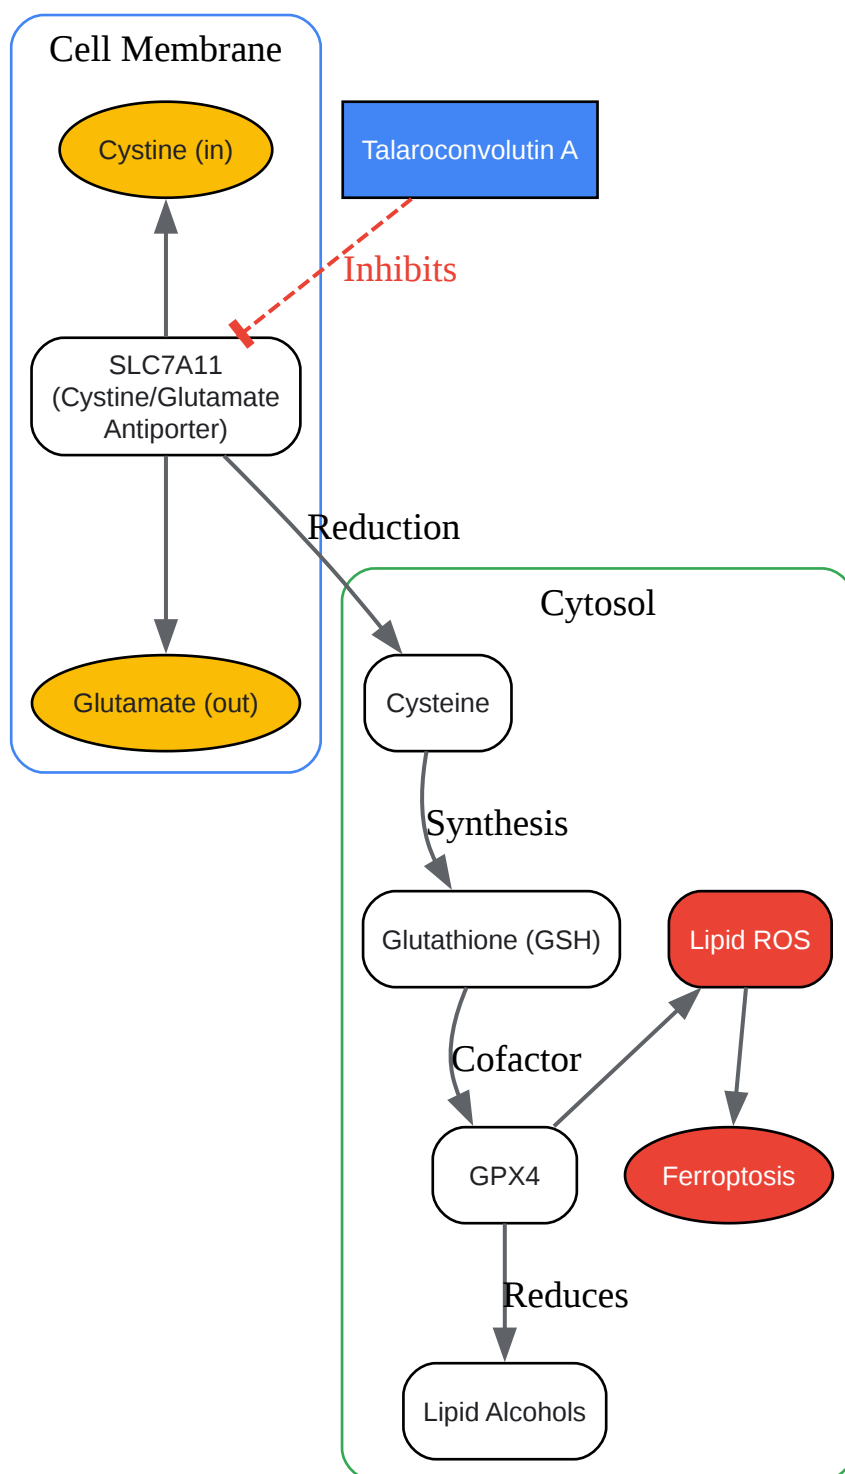 Cell Membrane
Cystine (in)
Talaroconvolutin A
Inhibits
SLC7A11
(Cystine/Glutamate
Antiporter)
Reduction
Cytosol
Glutamate (out)
Cysteine
Synthesis
Glutathione (GSH)
Lipid ROS
Cofactor
GPX4
Ferroptosis
Reduces
Lipid Alcohols